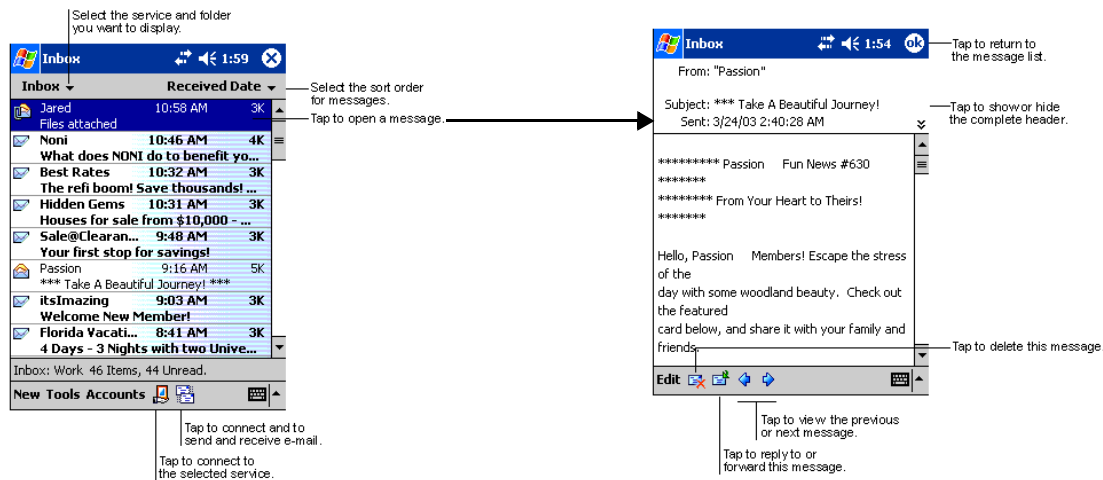 Select the service and folder
you want to display.
Inbox 1:59
Inbox Received Date
Jared 10:58 AM 3K
Files attached
Noni 10:46 AM 4K
What does NONI do to benefit yo...
Best Rates 10:32 AM 3K
The refi boom! Save thousands! ...
Hidden Gems 10:31 AM 3K
Houses for sale from $10,000 - ...
Sale@Clearan... 9:48 AM 3K
Your first stop for savings!
Passion 9:16 AM 5K
*** Take A Beautiful Journey! ***
itsImazing 9:03 AM 3K
Welcome New Member!
Florida Vacati... 8:41 AM 3K
4 Days - 3 Nights with two Unive...
Inbox: Work 46 Items, 44 Unread.
New Tools Accounts
Select the sort order
for messages.
Tap to open a message.
Tap to connect and to
send and receive e-mail.
Tap to connect to
the selected service.
Inbox 1:54 ok
From: "Passion"
Subject: *** Take A Beautiful Journey!
Sent: 3/24/03 2:40:28 AM
********* Passion Fun News #630
*******
******** From Your Heart to Theirs!
*******
Hello, Passion Members! Escape the stress
of the
day with some woodland beauty. Check out
the featured
card below, and share it with your family and
friends.
Edit
Tap to return to
the message list.
Tap to show or hide
the complete header.
Tap to delete this message
Tap to view the previous
or next message.
Tap to reply to or
forward this message.